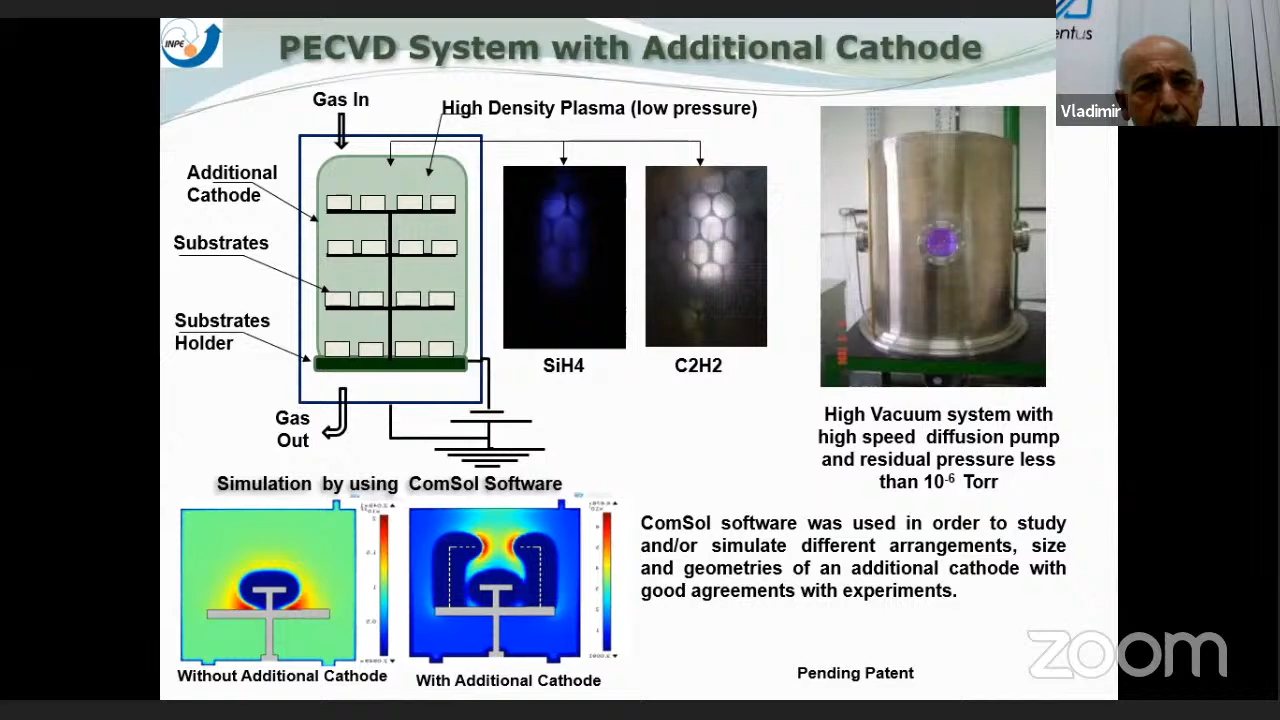 INPE
PECVD System with Additional Cathode
entus
Vladimir
Gas In
High Density Plasma (low pressure)
Additional
Cathode
Substrates
Substrates
Holder
Gas
Out
SiH4
C2H2
High Vacuum system with
high speed diffusion pump
and residual pressure less
than 10-6 Torr
Simulation by using ComSol Software
Without Additional Cathode
With Additional Cathode
ComSol software was used in order to study
and/or simulate different arrangements, size
and geometries of an additional cathode with
good agreements with experiments.
Pending Patent
zoom